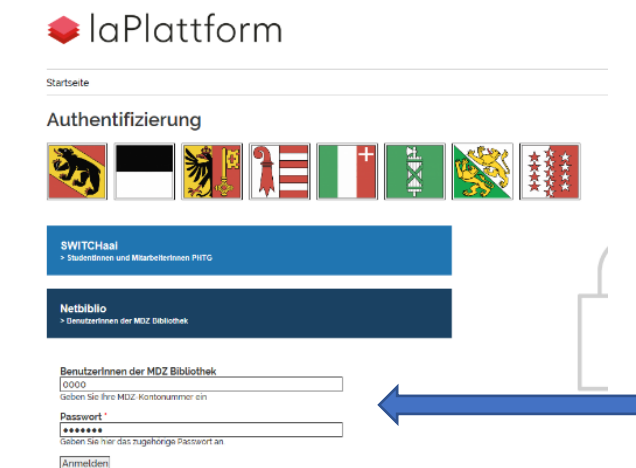 laPlattform
Startseite
Authentifizierung
SWITCHaai
> Studentinnen und MitarbeiterInnen PHTG
Netbiblio
> BenutzerInnen der MDZ Bibliothek
BenutzerInnen der MDZ Bibliothek
0000
Geben Sie Ihre MDZ-Kontonummer ein
Passwort *
•••••••
Geben Sie hier das zugehörige Passwort an.
Anmelden